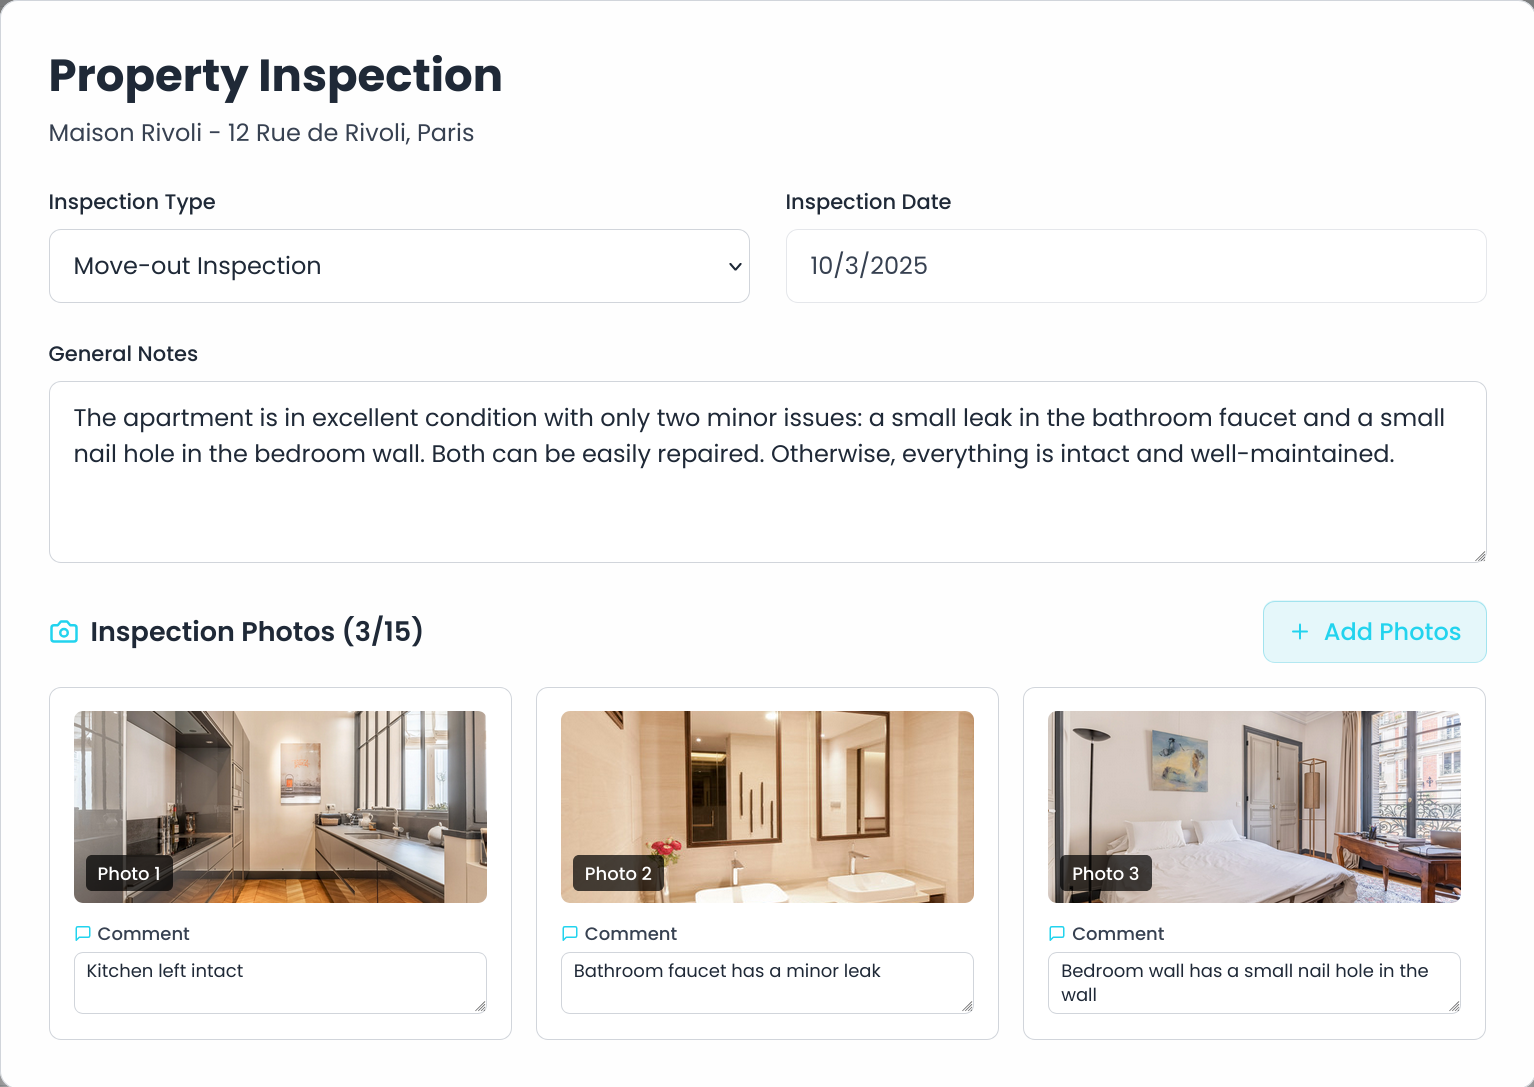 Property Inspection
Maison Rivoli - 12 Rue de Rivoli, Paris
Inspection Type
Inspection Date
Move-out Inspection
10/3/2025
General Notes
The apartment is in excellent condition with only two minor issues: a small leak in the bathroom faucet and a small
nail hole in the bedroom wall. Both can be easily repaired. Otherwise, everything is intact and well-maintained.
Inspection Photos (3/15)
+ Add Photos
Photo 1
Photo 2
Photo 3
Comment
Comment
Comment
Kitchen left intact
Bathroom faucet has a minor leak
Bedroom wall has a small nail hole in the
wall